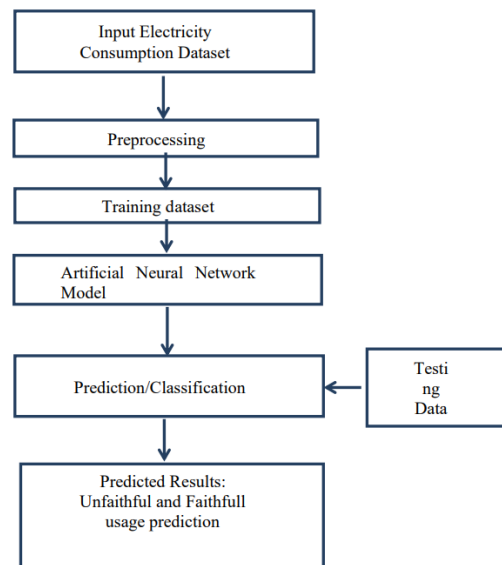 Input Electricity
Consumption Dataset
Preprocessing
Training dataset
Artificial Neural Network
Model
Prediction/Classification
Testi
ng
Data
Predicted Results:
Unfaithful and Faithfull
usage prediction